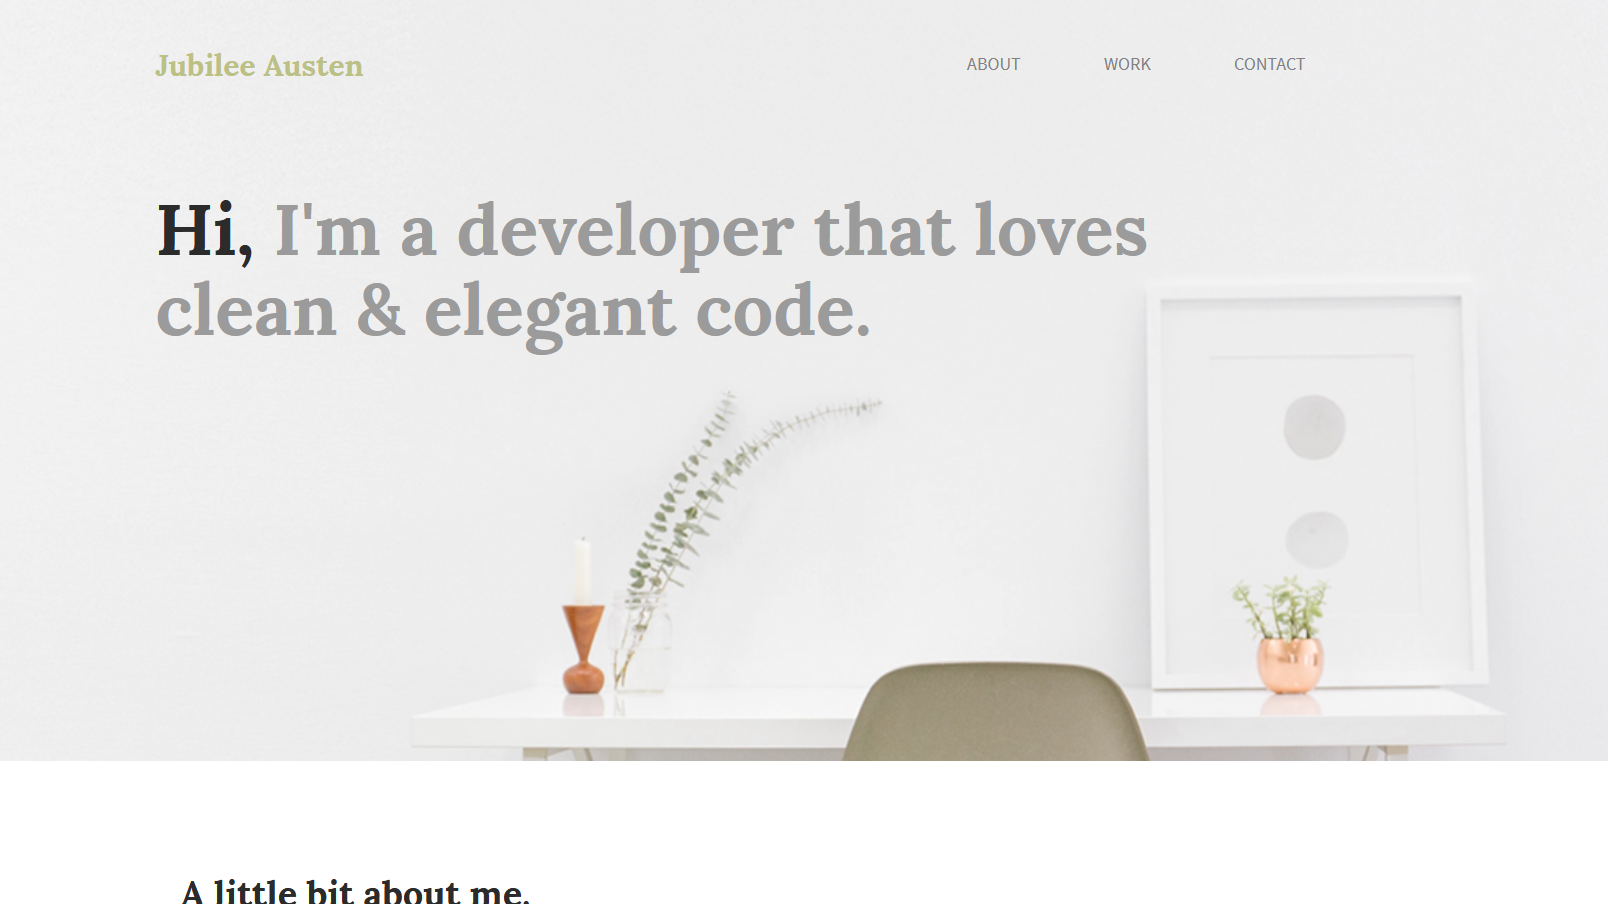 Jubilee Austen
ABOUT WORK CONTACT
Hi, I'm a developer that loves
clean & elegant code.
A little bit about me.